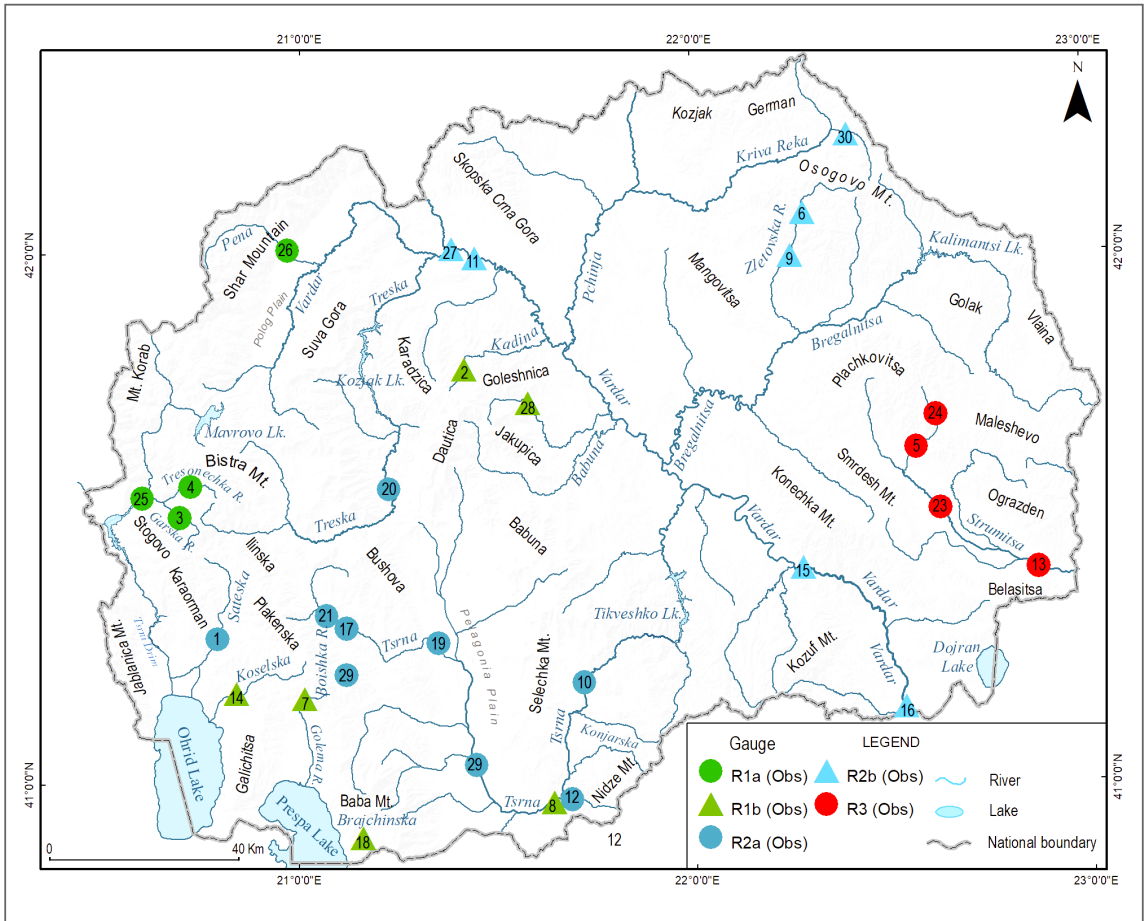 21°0'0"E
22°0'0"E
23°0'0"E
N
Kozjak
German
Kriva Reka
30
Osogovo Mt.
Skopska Crna Gora
6
Zletovska R.
9
Kalimantsi Lk.
Pena
26
Shar Mountain
27
11
42°0'0"N
42°0'0"N
Pchinja
Mangovitsa
Golak
Vlaina
Vardar
Treska
Polog Plain
Suva Gora
Bregalnitsa
Kadina
Karadzica
Mt. Korab
Kozjak Lk.
2
Goleshnica
Plachkovitsa
Vardar
28
24
Maleshevo
Mavrovo Lk.
Dautica
Jakupica
Bregalnitsa
5
Babuna
Bistra Mt.
Smrdesh Mt.
Konechka Mt.
Tresonechka R.
4
20
25
3
Garska R.
Stogovo
Treska
23
Ograzden
Strumitsa
Vardar
Babuna
Ilinska
Bushova
15
13
Karaorman
Sateska
Plakenska
Vardar
Belasitsa
Tikveshko Lk.
21
17
1
Tsrni Drim
Jablanica Mt.
Boishka R.
Tsrna
19
Pelagonia Plain
Selechka Mt.
Kozuf Mt.
Vardar
Dojran
Lake
Koselska
29
10
14
7
16
Tsrna
Konjarska
Ohrid Lake
Galichitsa
Golema R.
29
Nidze Mt.
41°0'0"N
41°0'0"N
Prespa Lake
Baba Mt.
Brajchinska
Tsrna
8
12
18
12
0
40 Km
Gauge
LEGEND
R1a (Obs)
R2b (Obs)
River
R1b (Obs)
R3 (Obs)
Lake
R2a (Obs)
National boundary
21°0'0"E
22°0'0"E
23°0'0"E